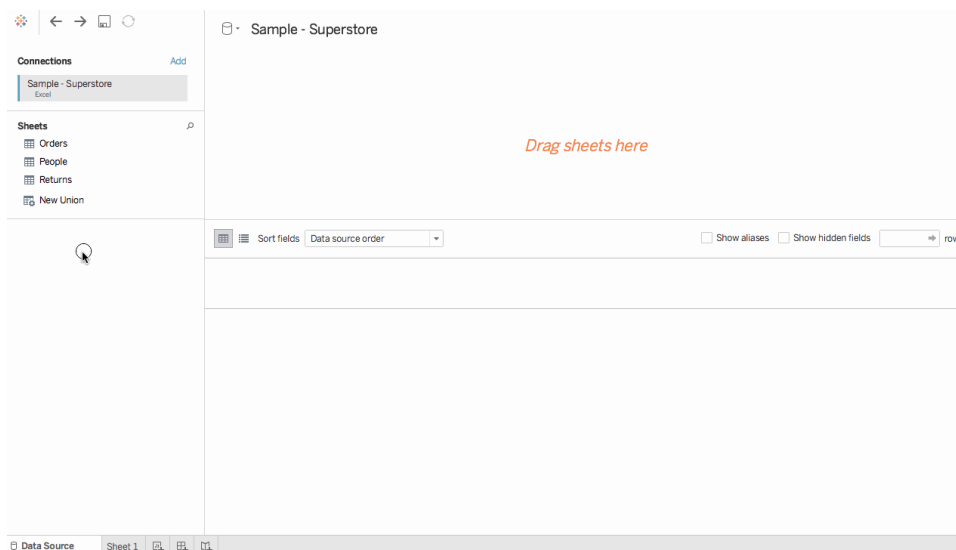 Sample - Superstore
Connections
Add
Sample - Superstore
Excel
Sheets
Orders
People
Returns
New Union
Drag sheets here
Sort fields
Data source order
Show aliases
Show hidden fields
Data Source
Sheet 1